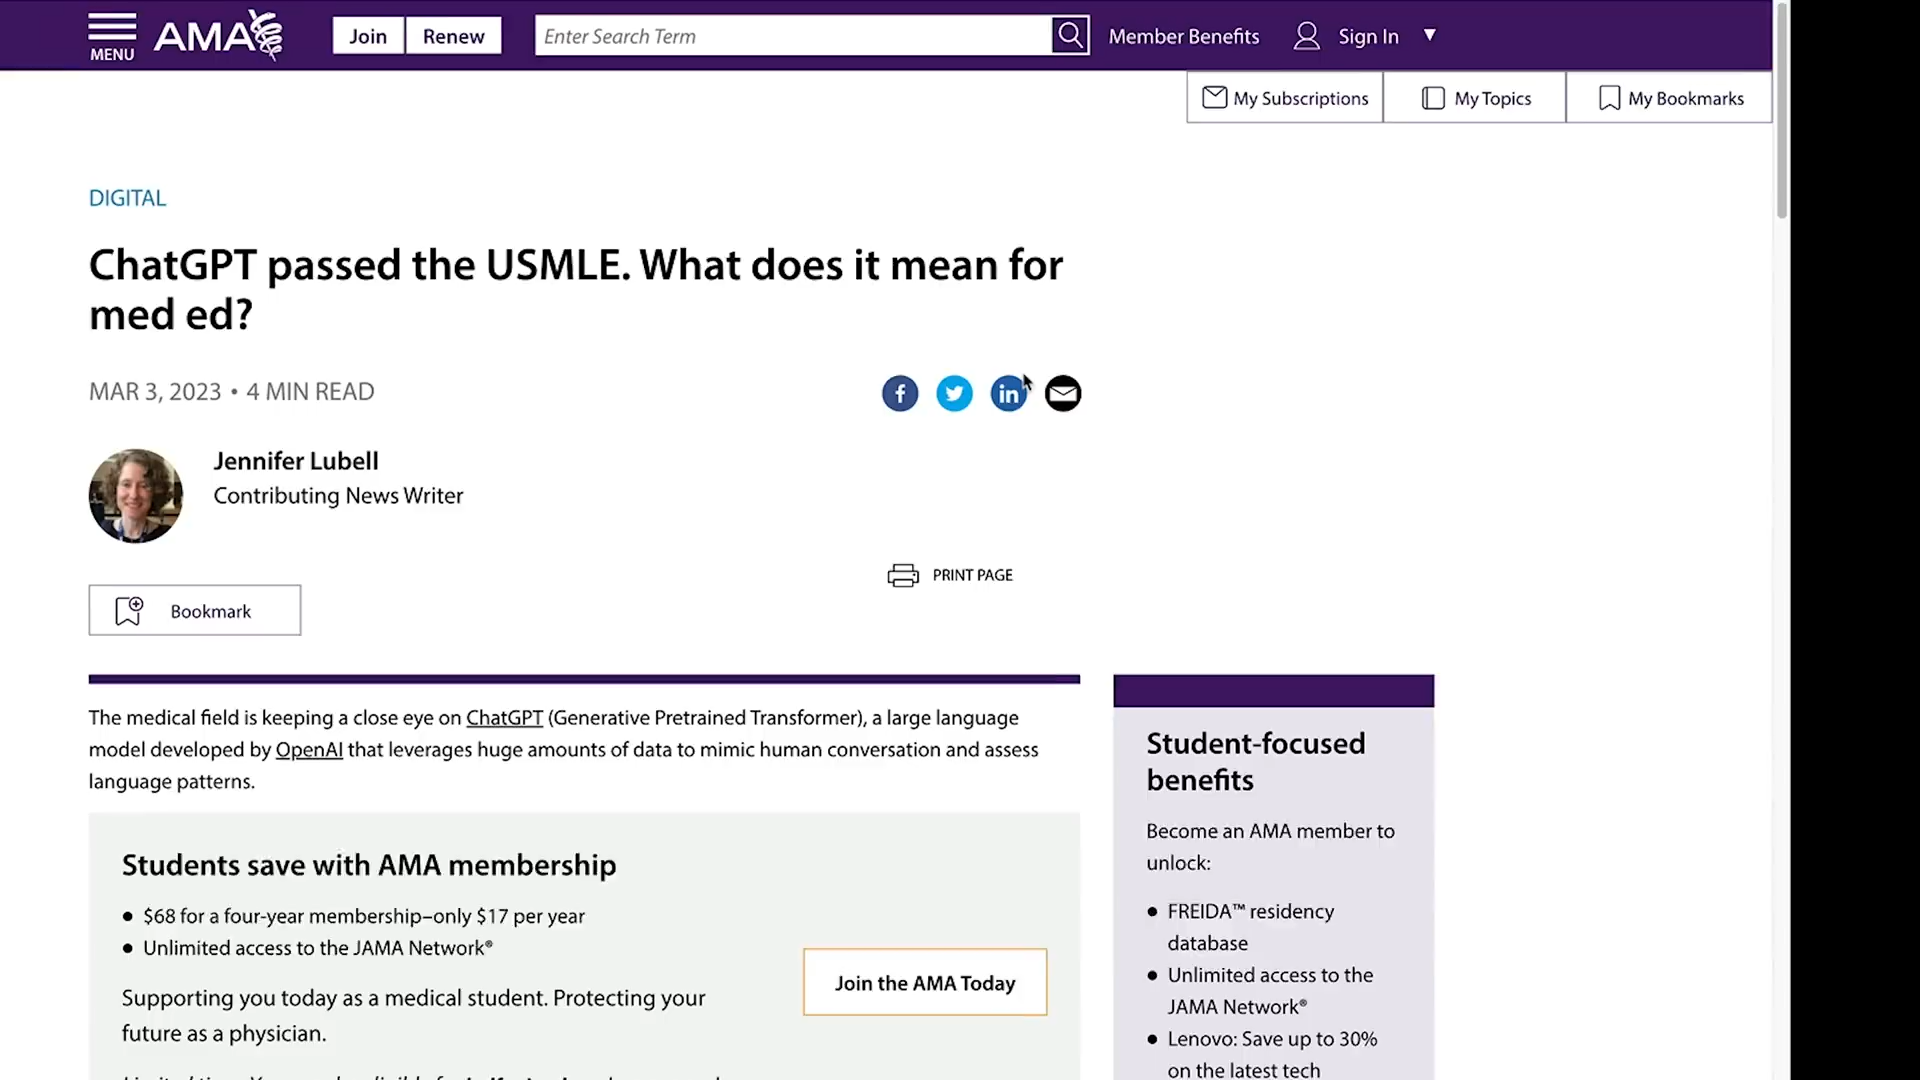 MENU
AMA
Join
Renew
Enter Search Term
Member Benefits
Sign In
My Subscriptions
My Topics
My Bookmarks
DIGITAL
ChatGPT passed the USMLE. What does it mean for
med ed?
MAR 3, 2023 • 4 MIN READ
Jennifer Lubell
Contributing News Writer
PRINT PAGE
Bookmark
The medical field is keeping a close eye on ChatGPT (Generative Pretrained Transformer), a large language
model developed by OpenAI that leverages huge amounts of data to mimic human conversation and assess
language patterns.
Students save with AMA membership
• $68 for a four-year membership–only $17 per year
• Unlimited access to the JAMA Network®
Supporting you today as a medical student. Protecting your
future as a physician.
Join the AMA Today
Student-focused
benefits
Become an AMA member to
unlock:
• FREIDA™ residency
database
• Unlimited access to the
JAMA Network®
• Lenovo: Save up to 30%
on the latest tech